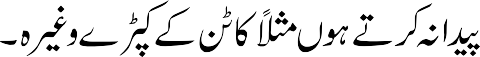 پیدا نہ کرتے ہوں مثلاً کاٹن کے کپڑے وغیرہ ۔